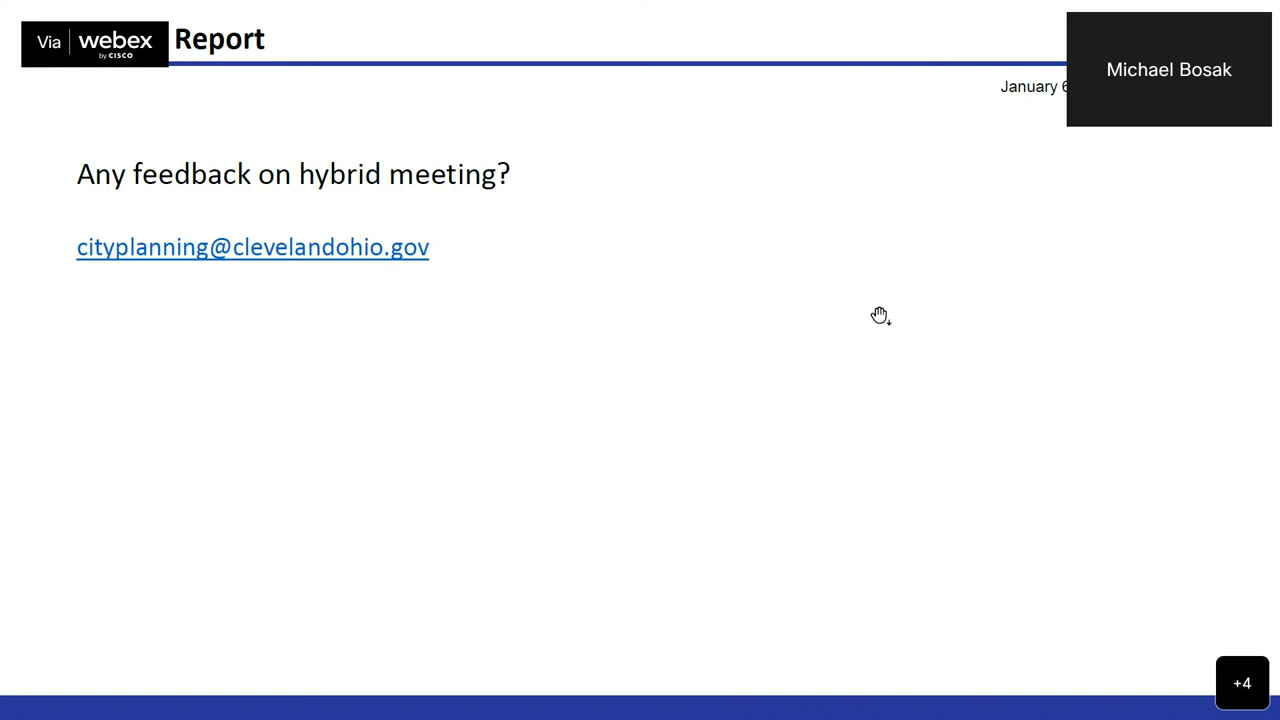 Via webex
by CISCO
Report
Michael Bosak
January 6
Any feedback on hybrid meeting?
cityplanning@clevelandohio.gov
+4